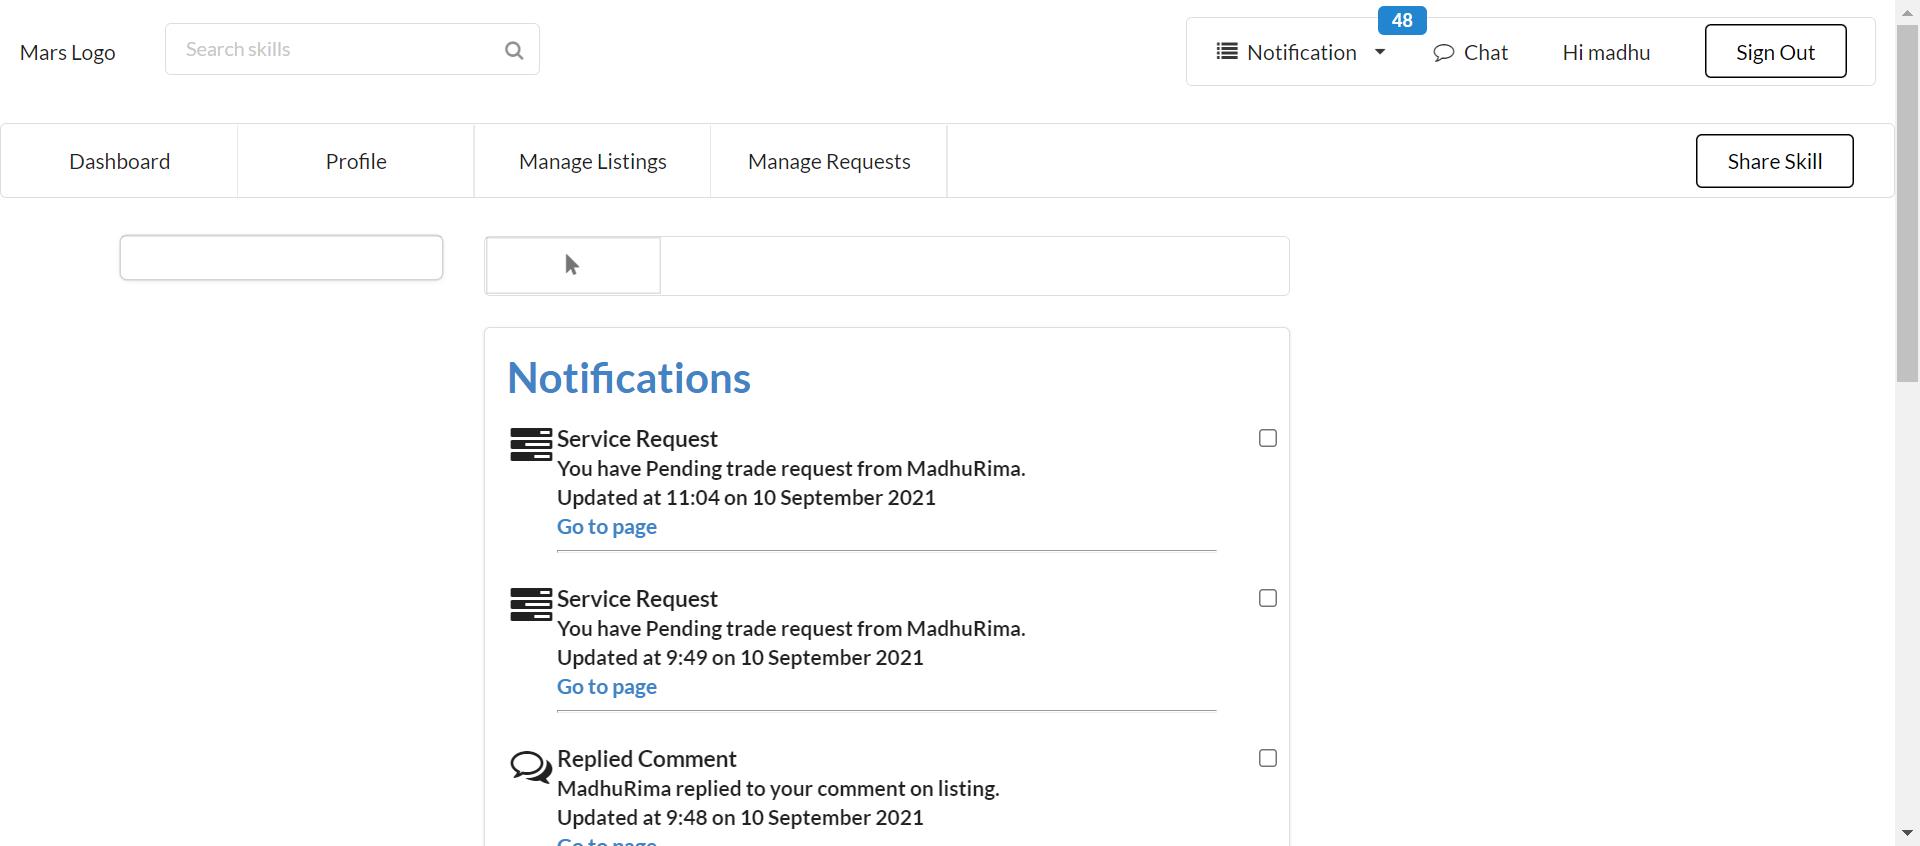 48
Mars Logo
Search skills
Notification
Chat
Hi madhu
Sign Out
Dashboard
Profile
Manage Listings
Manage Requests
Share Skill
Notifications
Service Request
You have Pending trade request from MadhuRima.
Updated at 11:04 on 10 September 2021
Go to page
Service Request
You have Pending trade request from MadhuRima.
Updated at 9:49 on 10 September 2021
Go to page
Replied Comment
MadhuRima replied to your comment on listing.
Updated at 9:48 on 10 September 2021
Go to page